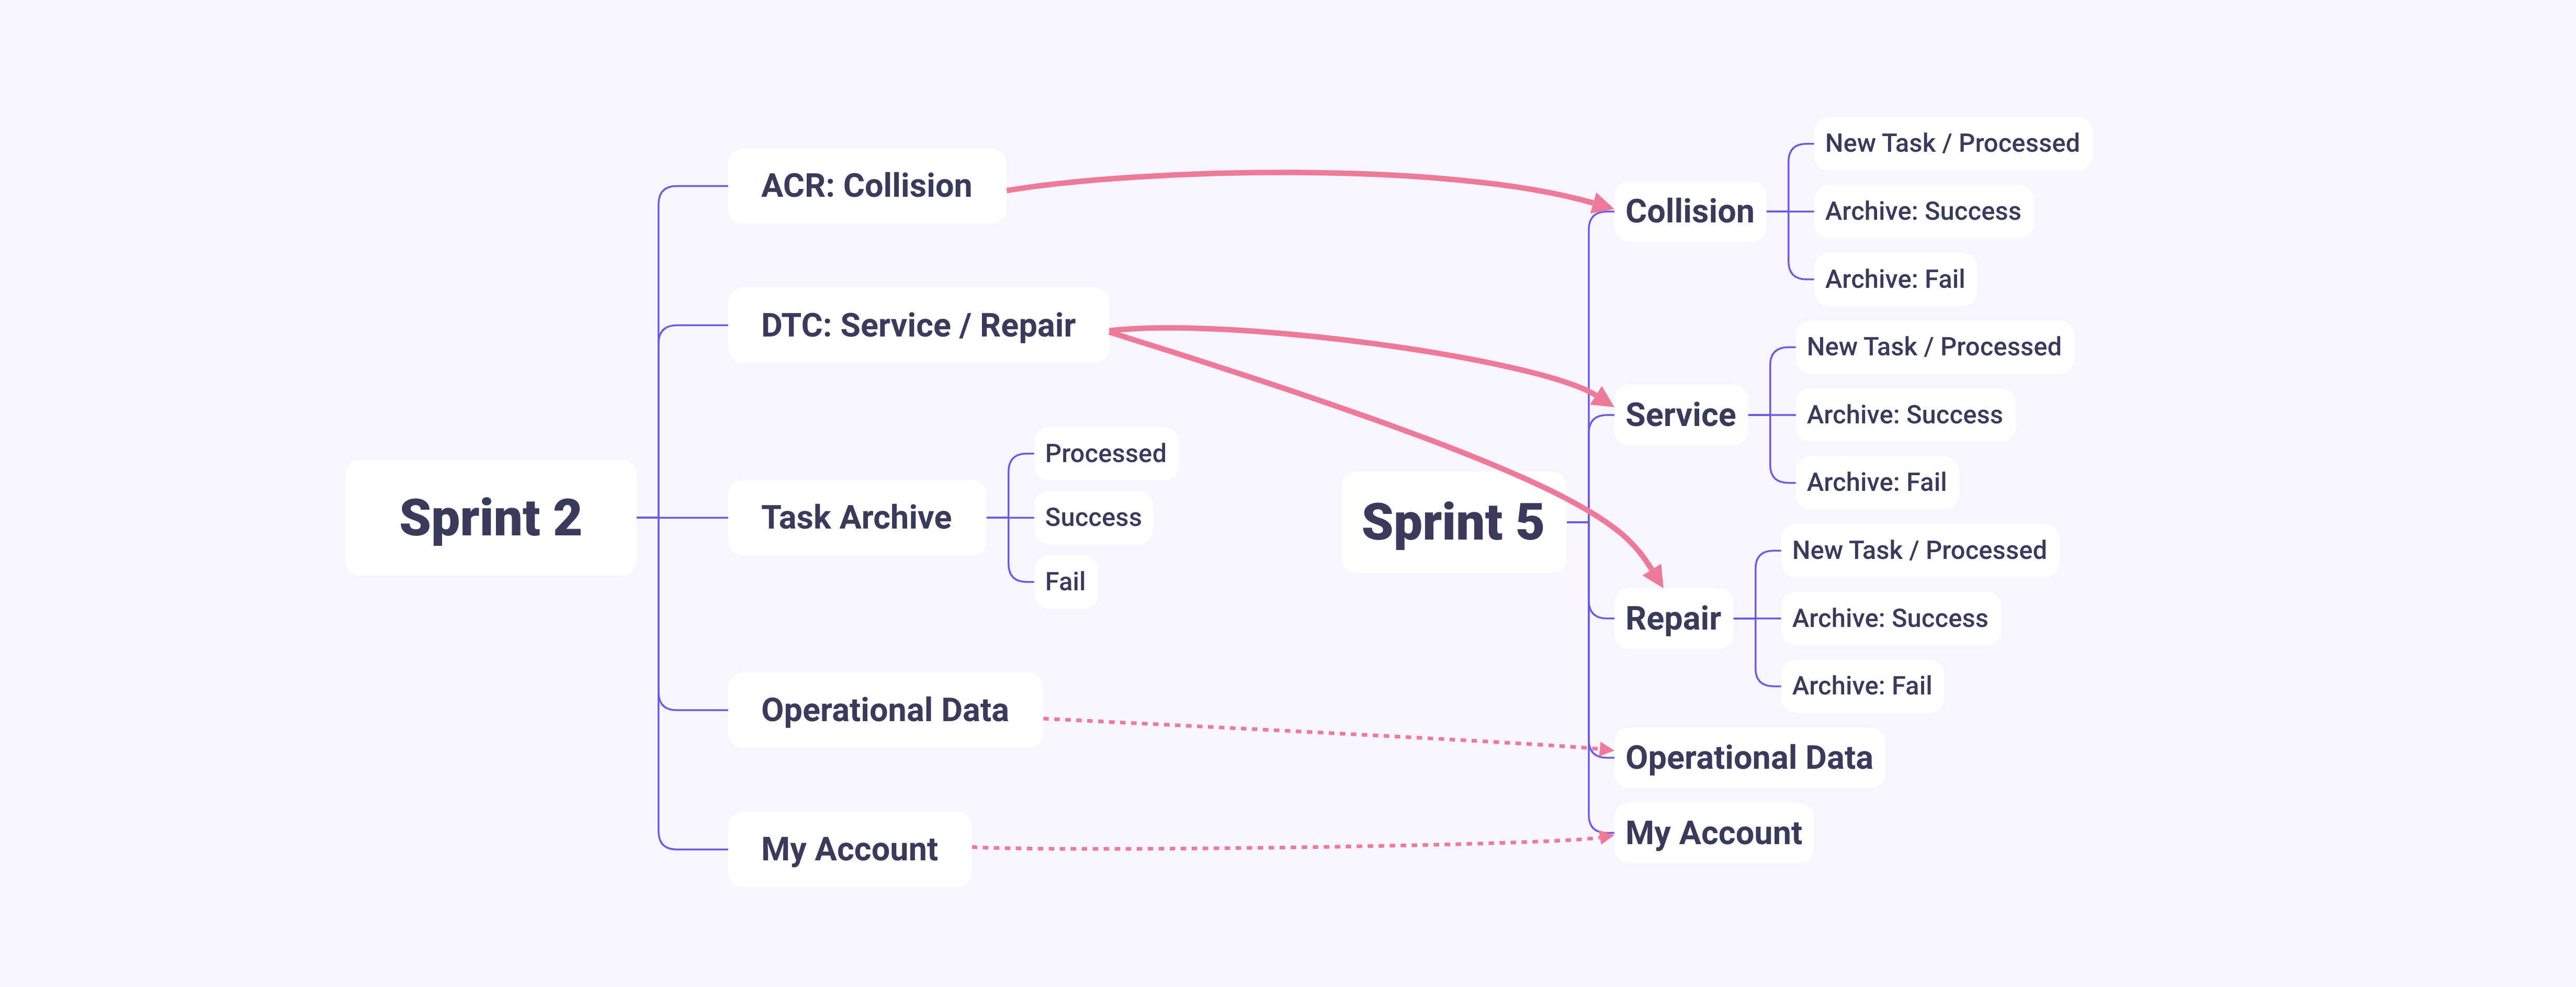 Sprint 2
ACR: Collision
DTC: Service / Repair
Task Archive
Processed
Success
Fail
Operational Data
My Account
Sprint 5
Collision
New Task / Processed
Archive: Success
Archive: Fail
Service
New Task / Processed
Archive: Success
Archive: Fail
Repair
New Task / Processed
Archive: Success
Archive: Fail
Operational Data
My Account